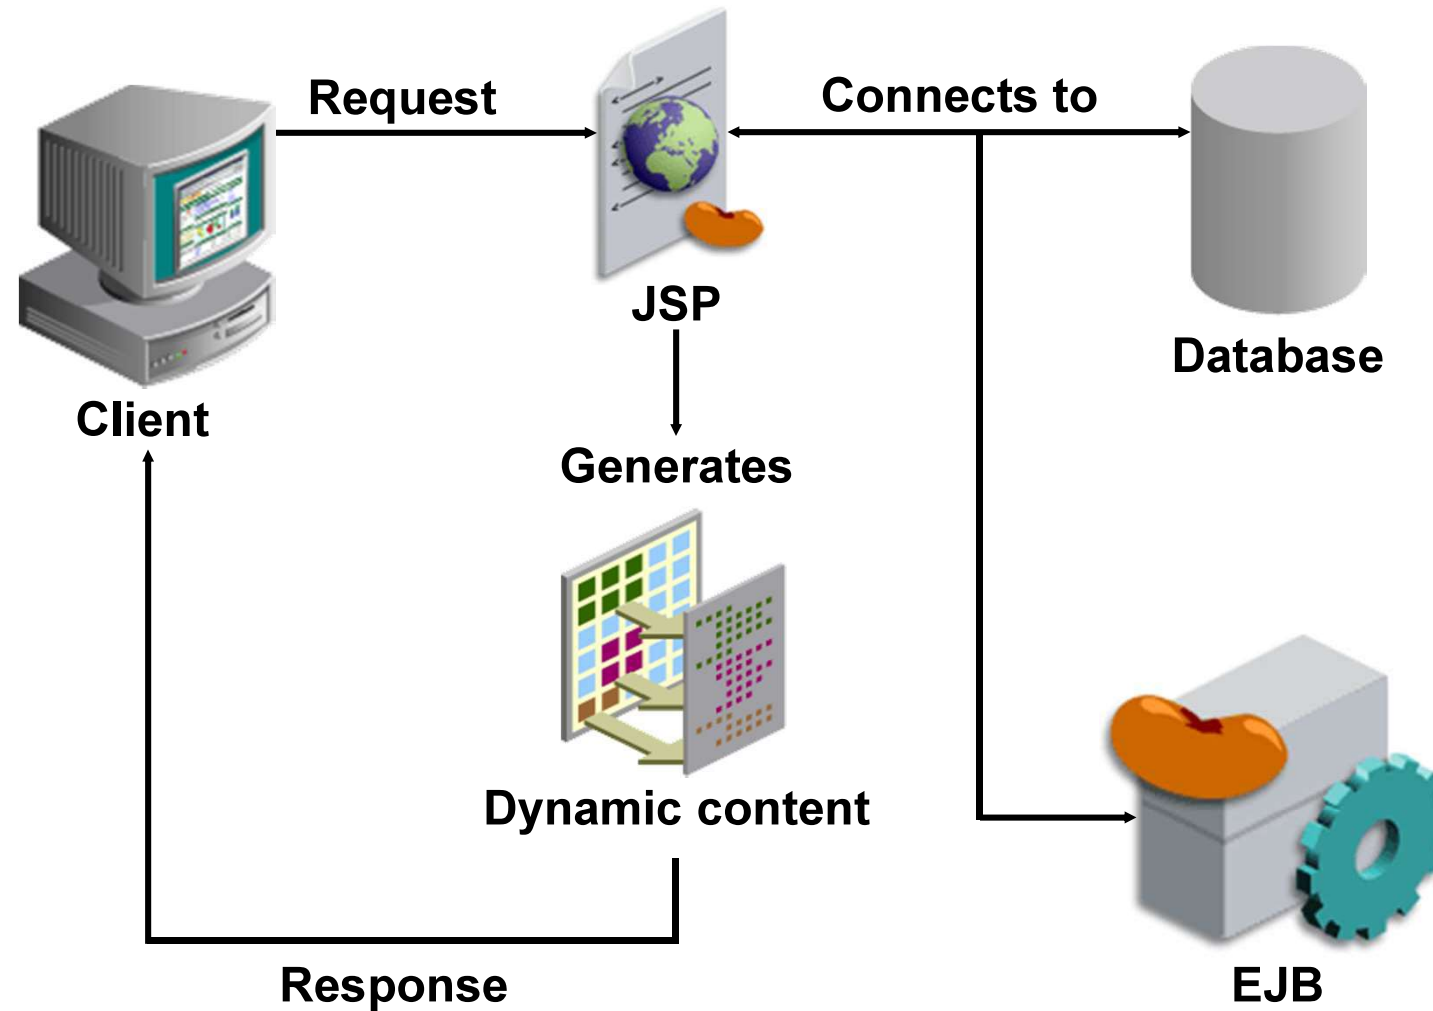 Request
Connects to
JSP
Database
Client
Generates
Dynamic content
Response
EJB